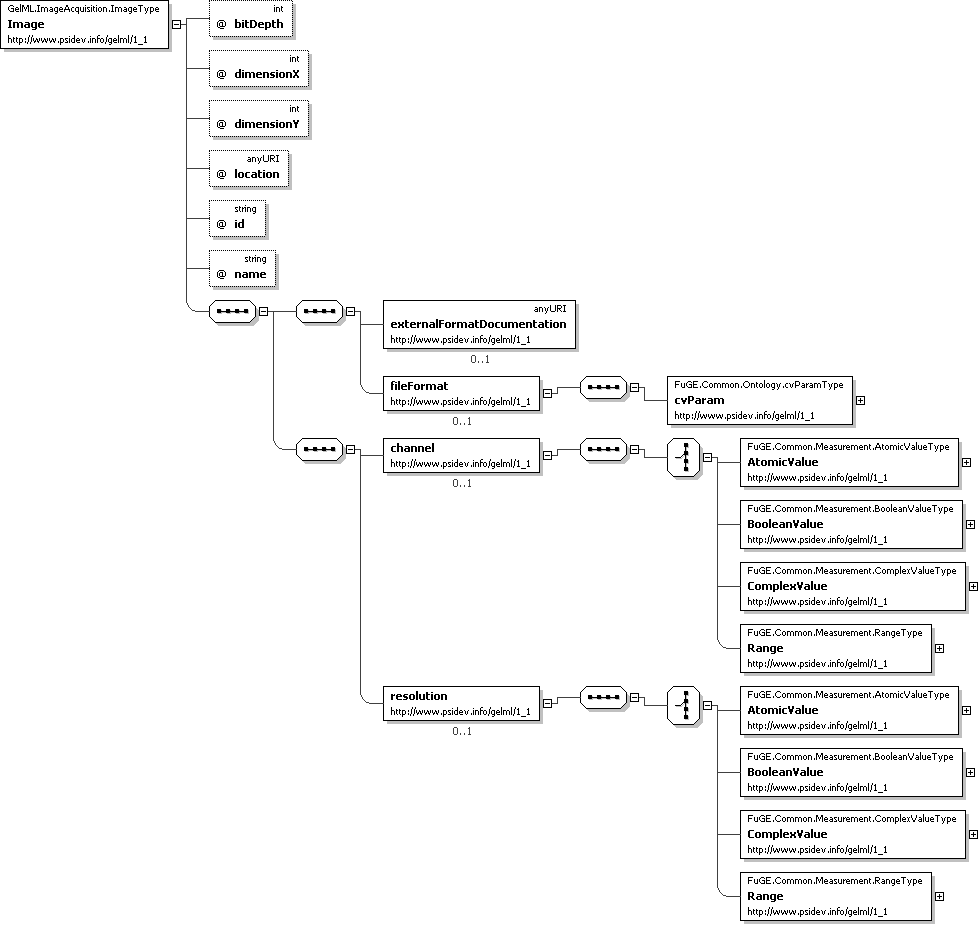 GelML.ImageAcquisition.ImageType
Image
http://www.psidev.info/gelml/1_1
int
@ bitDepth
int
@ dimensionX
int
@ dimensionY
anyURI
@ location
string
@ id
string
@ name
anyURI
externalFormatDocumentation
http://www.psidev.info/gelml/1_1
0..1
fileFormat
http://www.psidev.info/gelml/1_1
0..1
FuGE.Common.Ontology.cvParamType
cvParam
http://www.psidev.info/gelml/1_1
channel
http://www.psidev.info/gelml/1_1
0..1
FuGE.Common.Measurement.AtomicValueType
AtomicValue
http://www.psidev.info/gelml/1_1
FuGE.Common.Measurement.BooleanValueType
BooleanValue
http://www.psidev.info/gelml/1_1
FuGE.Common.Measurement.ComplexValueType
ComplexValue
http://www.psidev.info/gelml/1_1
FuGE.Common.Measurement.RangeType
Range
http://www.psidev.info/gelml/1_1
resolution
http://www.psidev.info/gelml/1_1
0..1
FuGE.Common.Measurement.AtomicValueType
AtomicValue
http://www.psidev.info/gelml/1_1
FuGE.Common.Measurement.BooleanValueType
BooleanValue
http://www.psidev.info/gelml/1_1
FuGE.Common.Measurement.ComplexValueType
ComplexValue
http://www.psidev.info/gelml/1_1
FuGE.Common.Measurement.RangeType
Range
http://www.psidev.info/gelml/1_1